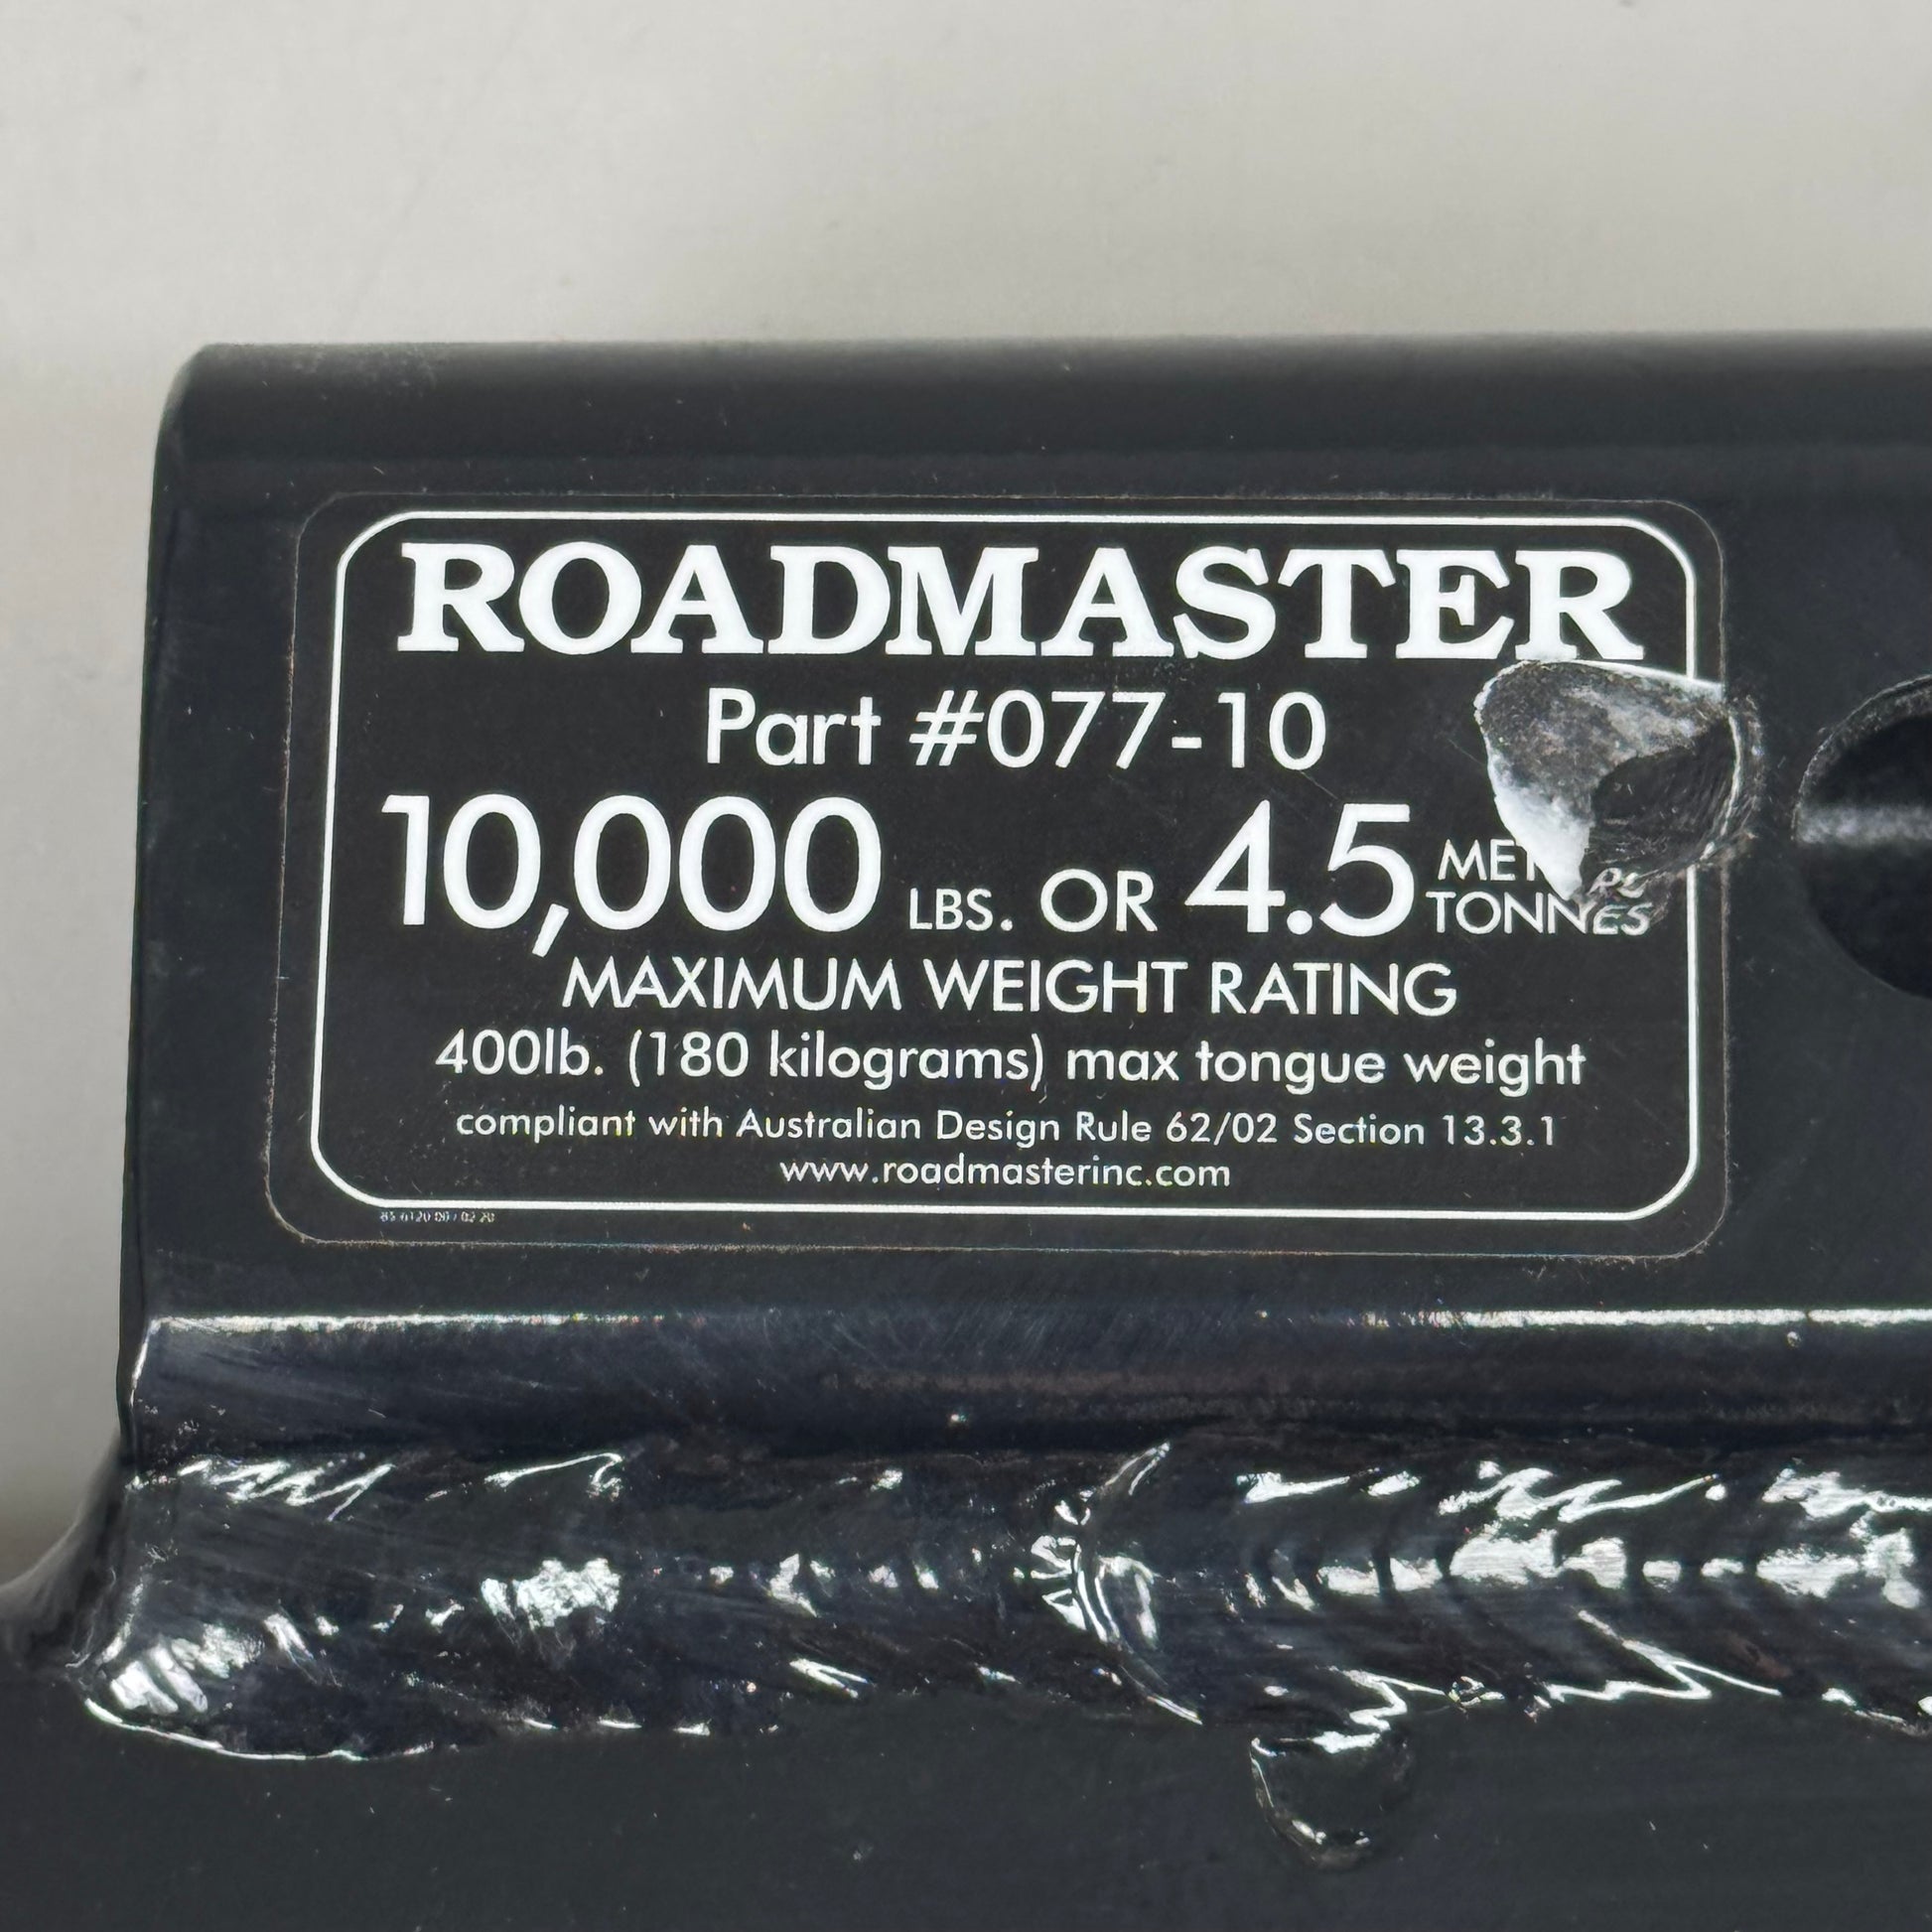 ROADMASTER
Part #077-10
10,000 LBS. OR 4.5
TONNES
MAXIMUM WEIGHT RATING
400lb. (180 kilograms) max tongue weight
compliant with Australian Design Rule 62/02 Section 13.3.1
www.roadmasterinc.com